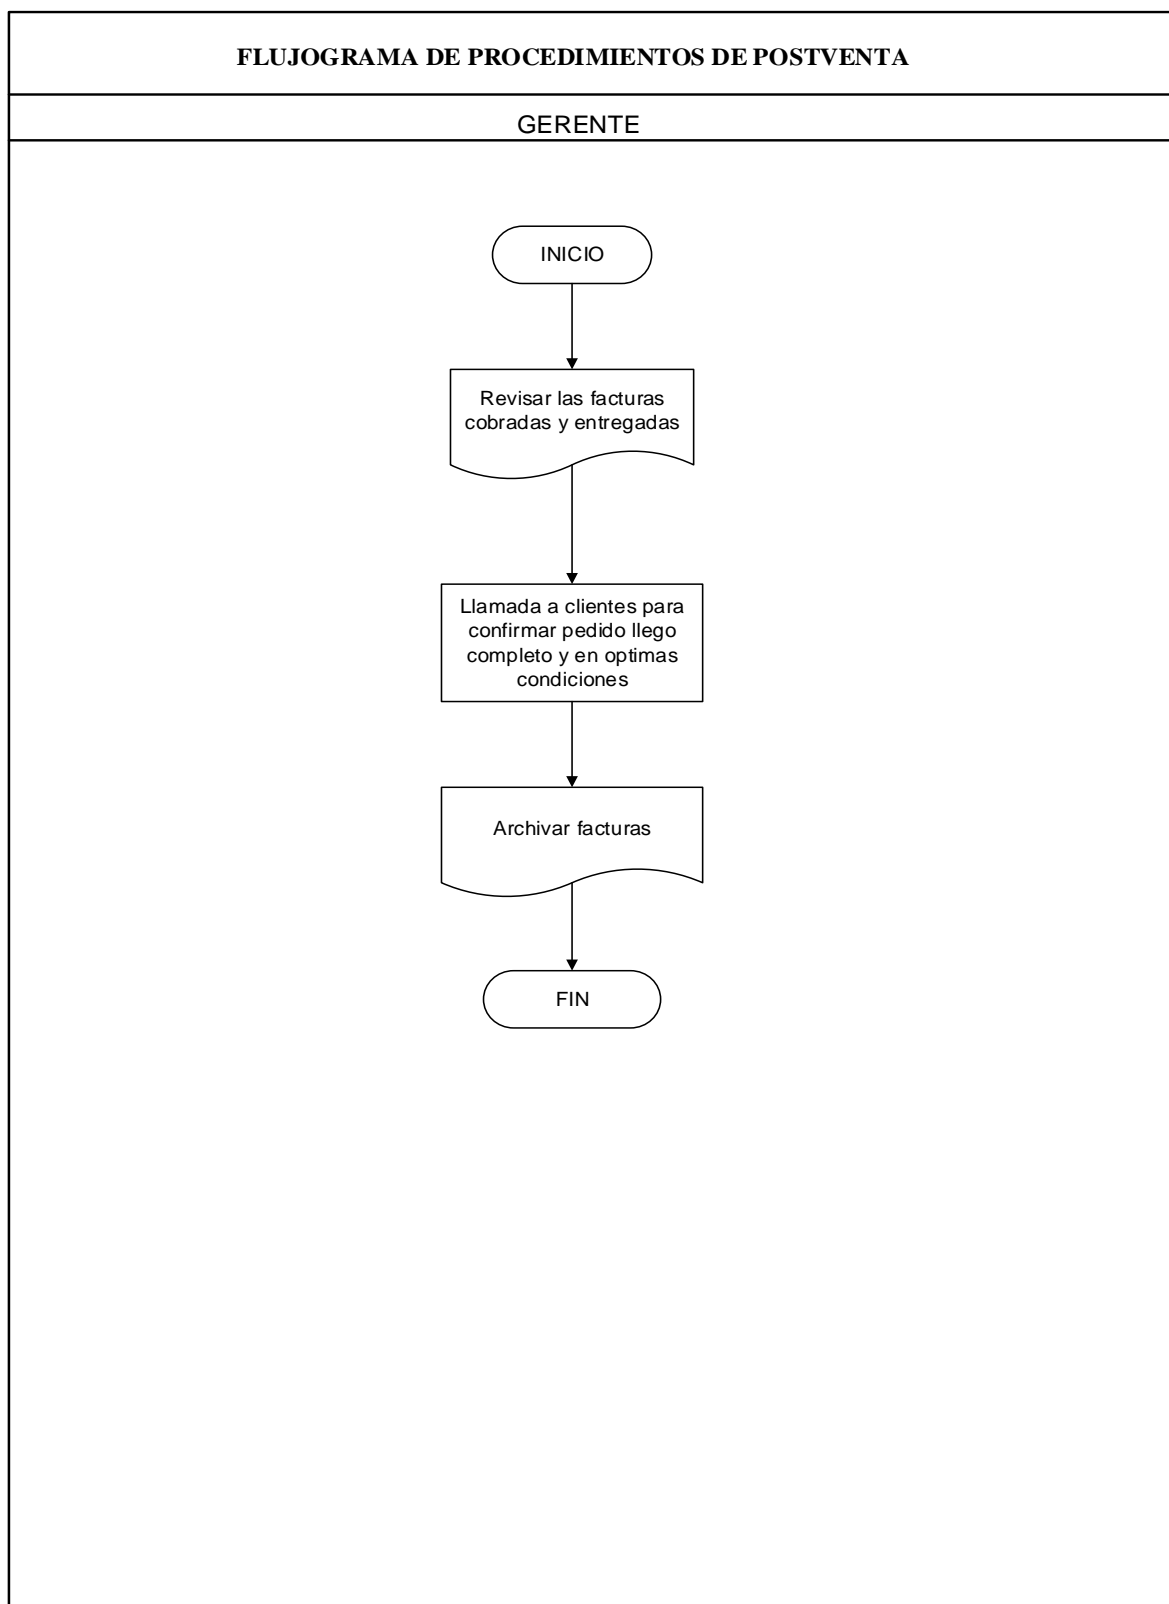 FLUJOGRAMA DE PROCEDIMIENTOS DE POSTVENTA
GERENTE
INICIO
Revisar las facturas
cobradas y entregadas
Llamada a clientes para
confirmar pedido llego
completo y en optimas
condiciones
Archivar facturas
FIN